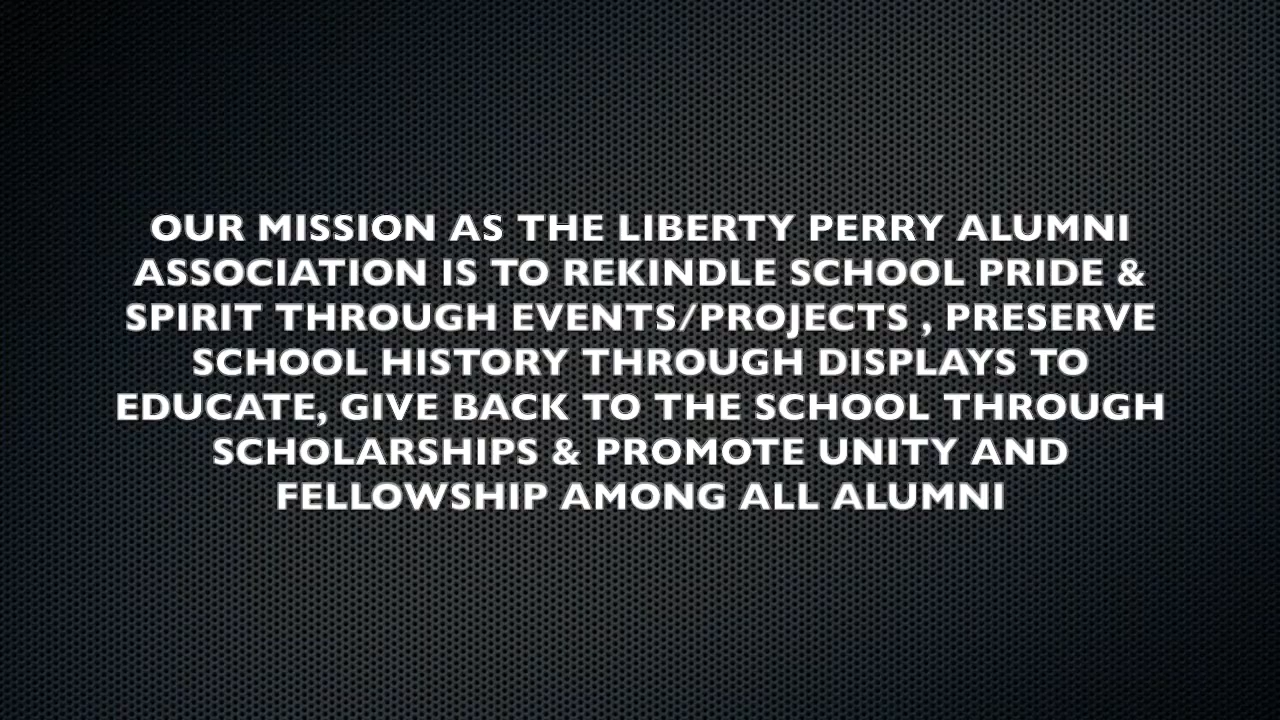 OUR MISSION AS THE LIBERTY PERRY ALUMNI
ASSOCIATION IS TO REKINDLE SCHOOL PRIDE &
SPIRIT THROUGH EVENTS/PROJECTS , PRESERVE
SCHOOL HISTORY THROUGH DISPLAYS TO
EDUCATE, GIVE BACK TO THE SCHOOL THROUGH
SCHOLARSHIPS & PROMOTE UNITY AND
FELLOWSHIP AMONG ALL ALUMNI